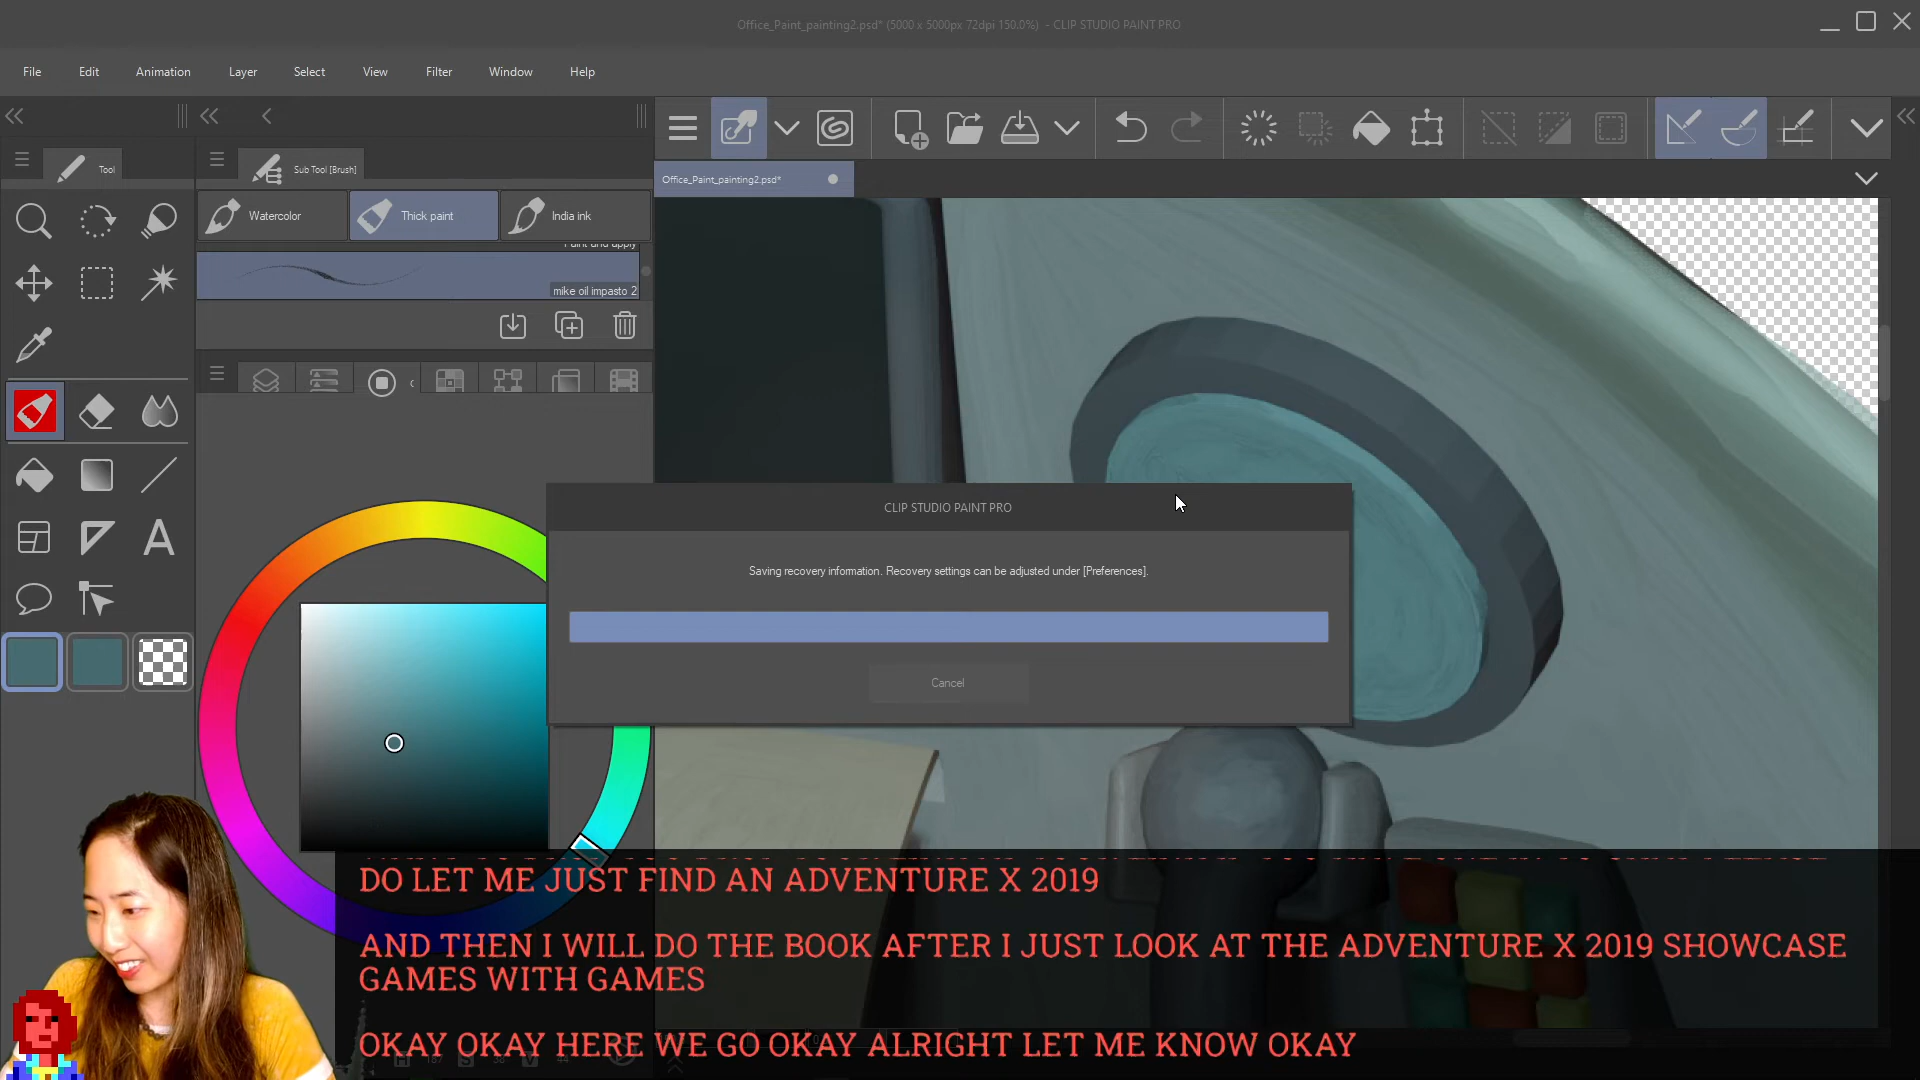 Office_Paint_painting2.psd* (5000 x 5000px 72dpi 150.0%) - CLIP STUDIO PAINT PRO
File Edit Animation Layer Select View Filter Window Help
Tool
Sub Tool [Brush]
Watercolor Thick paint India ink
Paint and apply
mike oil impasto 2
Office_Paint_painting2.psd*
CLIP STUDIO PAINT PRO
Saving recovery information. Recovery settings can be adjusted under [Preferences].
Cancel
DO LET ME JUST FIND AN ADVENTURE X 2019
AND THEN I WILL DO THE BOOK AFTER I JUST LOOK AT THE ADVENTURE X 2019 SHOWCASE
GAMES WITH GAMES
OKAY OKAY HERE WE GO OKAY ALRIGHT LET ME KNOW OKAY